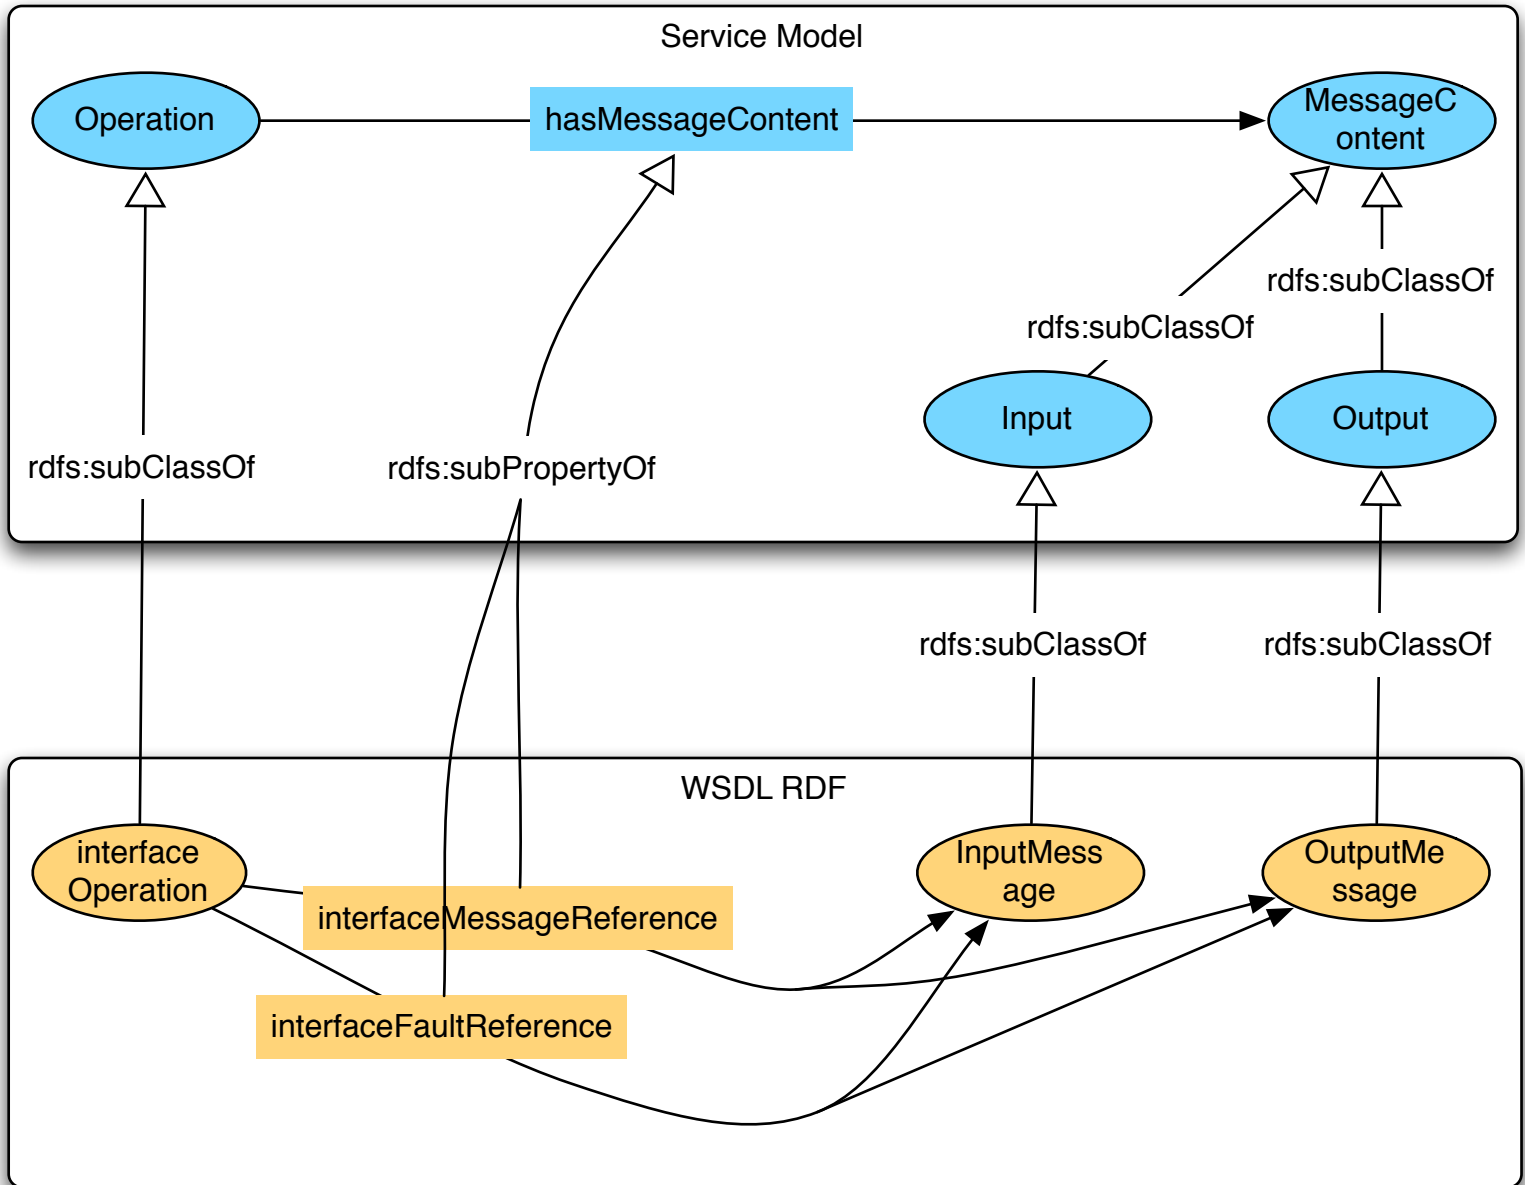 Service Model
Operation
hasMessageContent
MessageC
ontent
rdfs:subClassOf
rdfs:subClassOf
Input
Output
rdfs:subClassOf
rdfs:subPropertyOf
rdfs:subClassOf
rdfs:subClassOf
WSDL RDF
interface
Operation
InputMess
age
OutputMe
ssage
interfaceMessageReference
interfaceFaultReference